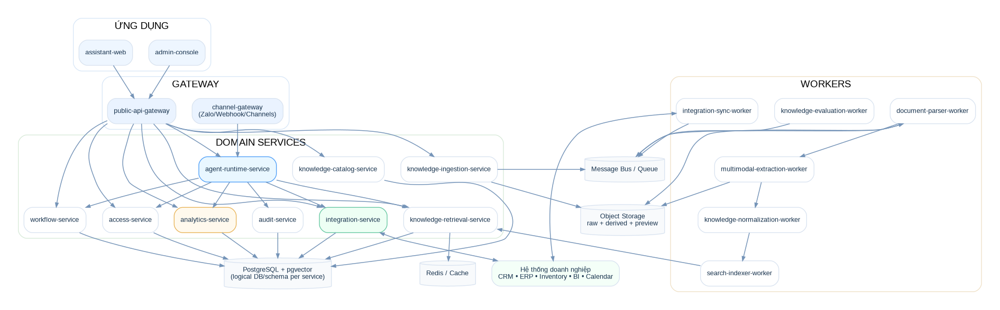 ỨNG DỤNG
assistant-web
admin-console
GATEWAY
public-api-gateway
channel-gateway
(Zalo/Webhook/Channels)
DOMAIN SERVICES
agent-runtime-service
knowledge-catalog-service
knowledge-ingestion-service
workflow-service
access-service
analytics-service
audit-service
integration-service
knowledge-retrieval-service
PostgreSQL + pgvector
(logical DB/schema per service)
Redis / Cache
Hệ thống doanh nghiệp
CRM • ERP • Inventory • BI • Calendar
Message Bus / Queue
Object Storage
raw + derived + preview
WORKERS
integration-sync-worker
knowledge-evaluation-worker
document-parser-worker
multimodal-extraction-worker
knowledge-normalization-worker
search-indexer-worker